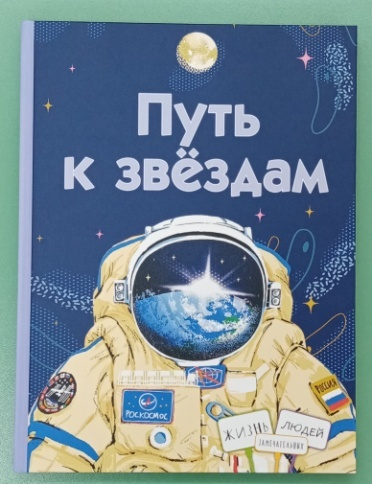 Путь
к звёздам
РОСКОСМОС
РОССИЯ
ЖИЗНЬ
ЛЮДЕЙ
ЗАМЕЧАТЕЛЬНЫХ